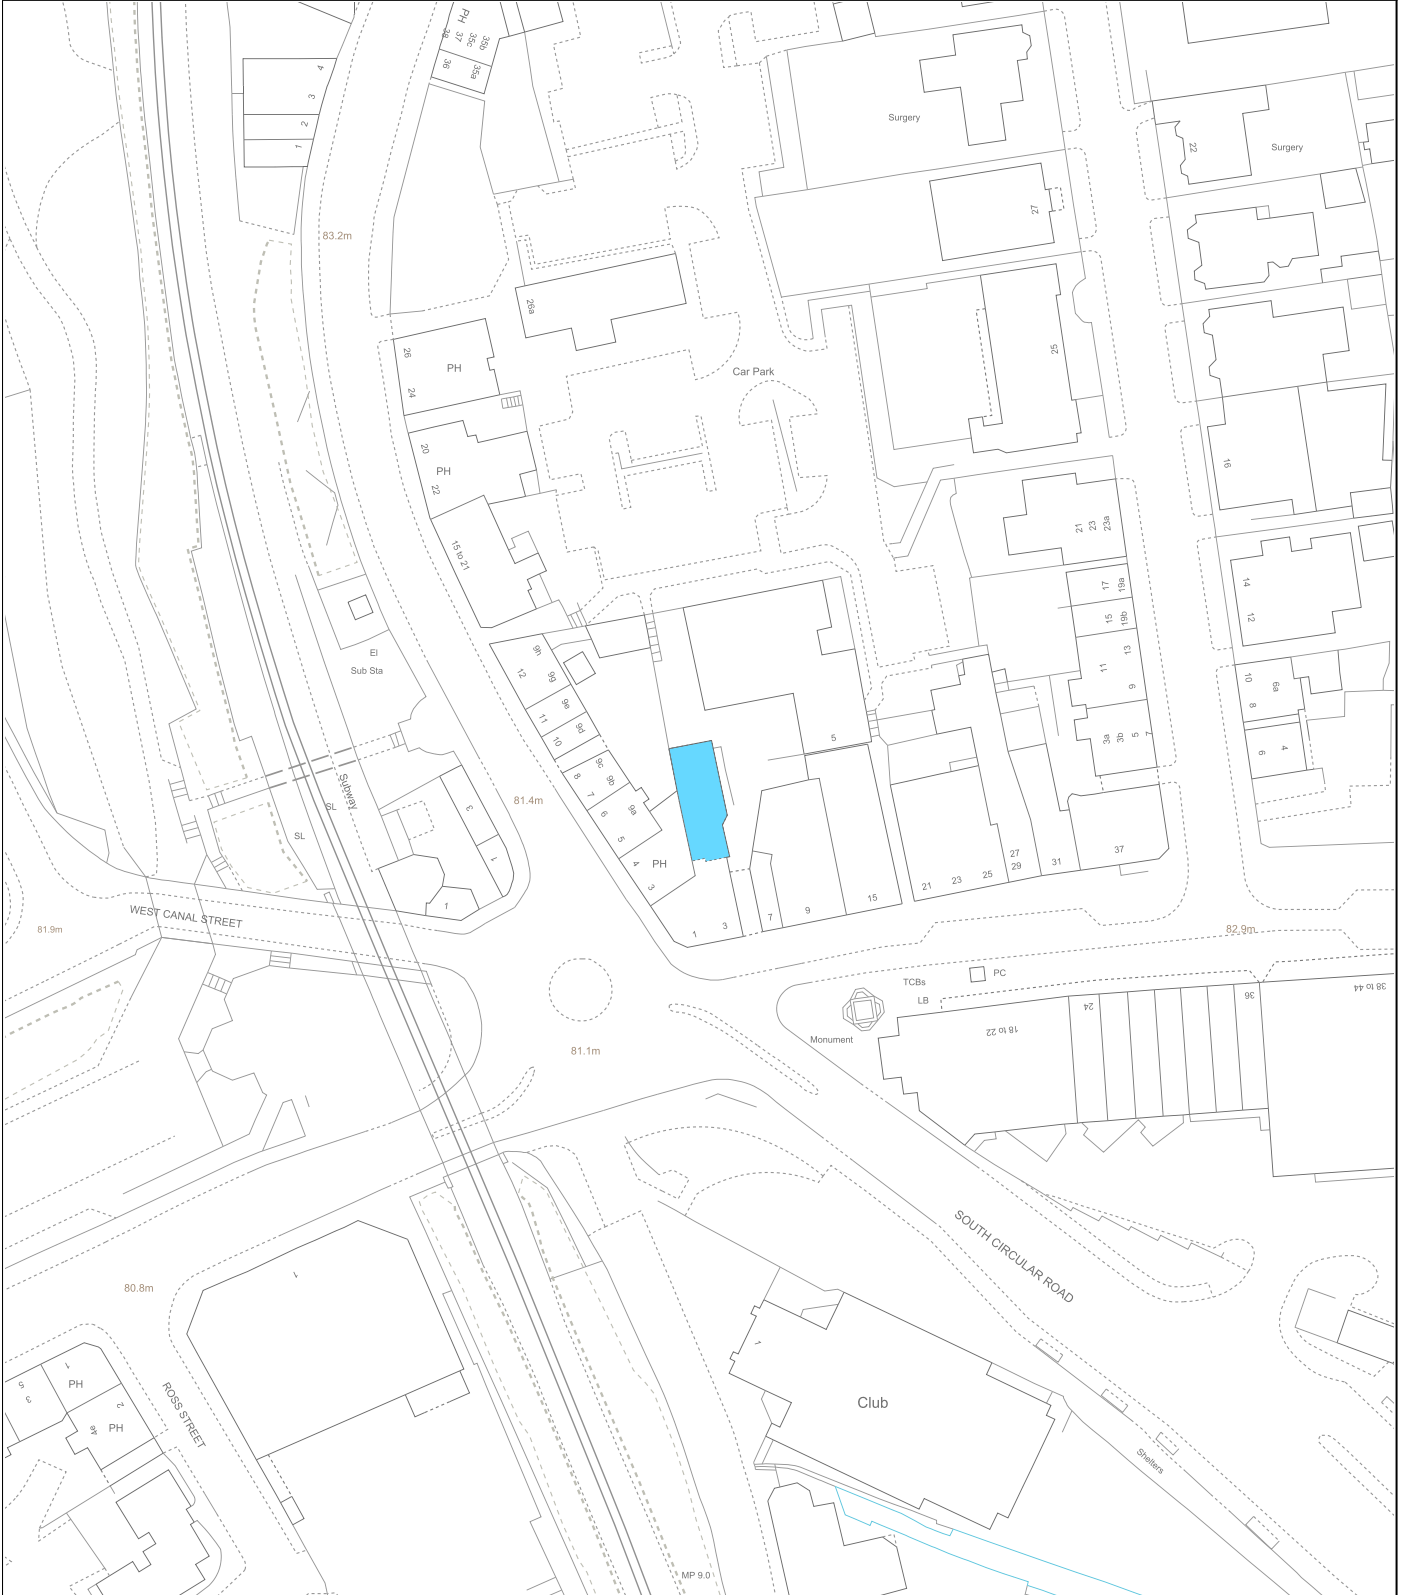 PH
38
37
35c
35b
36
35a
4
3
2
1
Surgery
22
Surgery
27
83.2m
26a
26
24
PH
Car Park
25
20
PH
22
16
15 to 21
21
23
23a
17
19a
15
19b
14
12
El
Sub Sta
9h
12
9g
9e
11
9d
10
9c
8
9b
7
9a
6
5
4
PH
3
13
11
9
10
8
6a
6
4
5
3a
3b
5
7
81.4m
Subway
SL
SL
3
1
1
WEST CANAL STREET
81.9m
1
3
7
9
15
21
23
25
27
29
31
37
82.9m
TCBs
PC
LB
Monument
18 to 22
24
36
38 to 44
81.1m
SOUTH CIRCULAR ROAD
80.8m
1
ROSS STREET
1
PH
3
5
2
PH
4e
1
Club
Shelters
MP 9.0